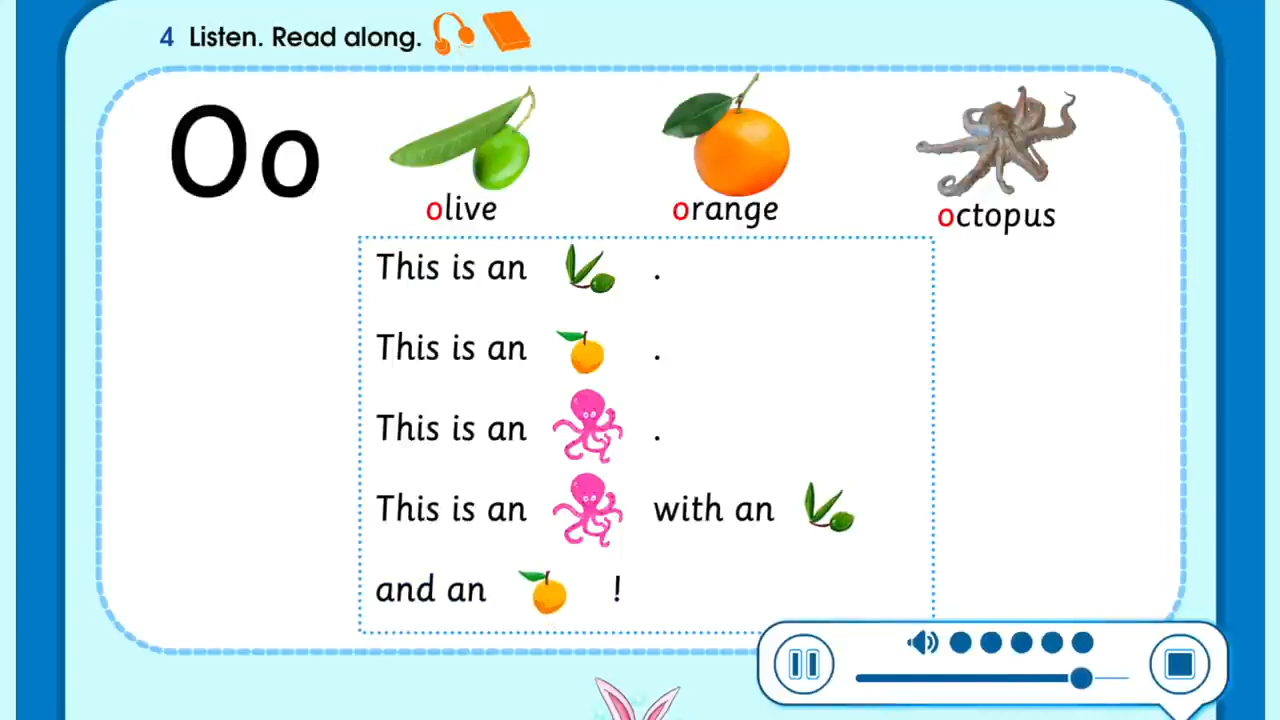 4 Listen. Read along.
Oo
olive
orange
octopus
This is an .
This is an .
This is an .
This is an with an
and an !